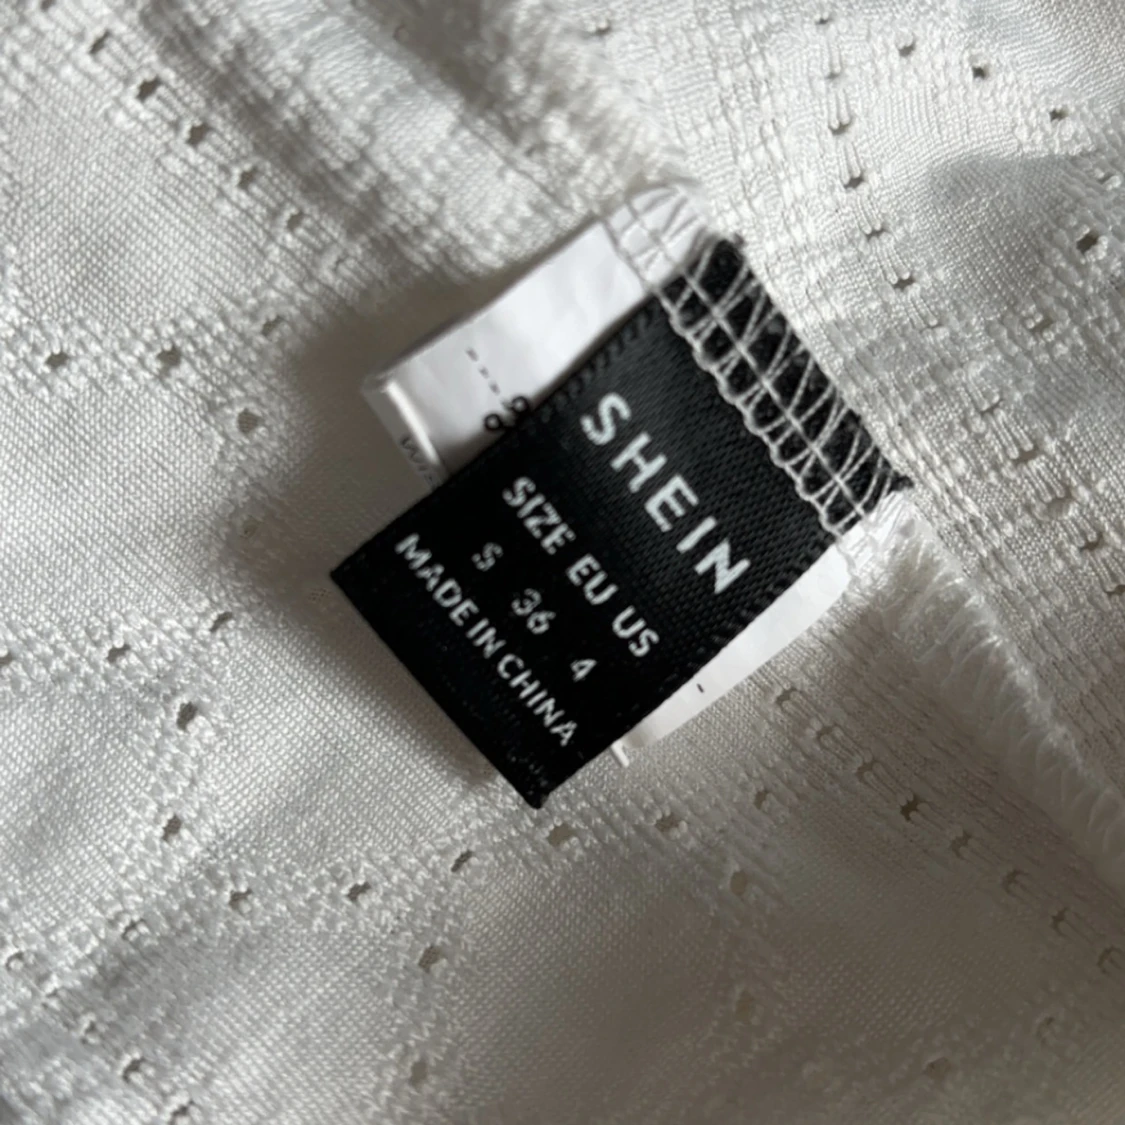 SHEIN
SIZE EU US
S 36 4
MADE IN CHINA